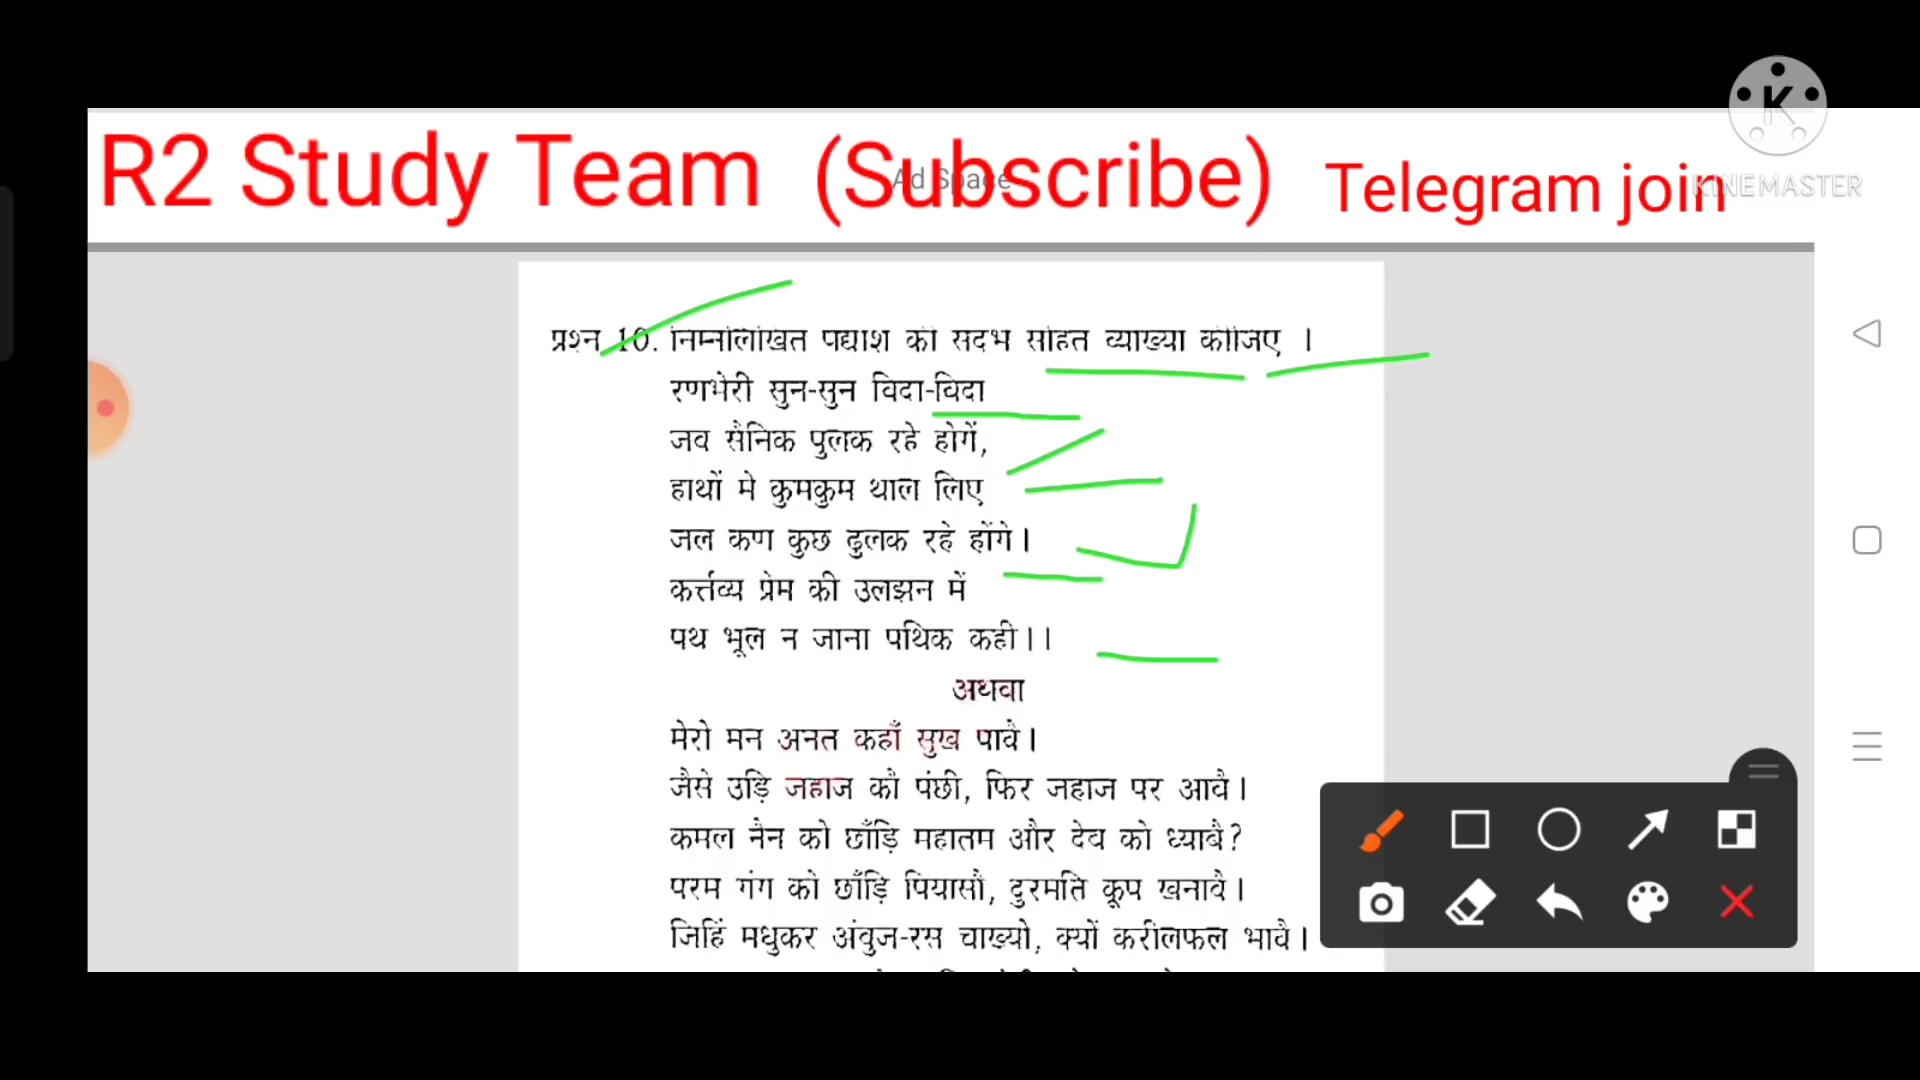 R2 Study Team (Subscribe) Telegram join
Ad Space
KINEMASTER
K
प्रश्न 10. निम्नलिखित पद्याश की सदर्भ सहित व्याख्या कीजिए ।
रणभेरी सुन-सुन विदा-विदा
जव सैनिक पुलक रहे होगें,
हाथों मे कुमकुम थाल लिए
जल कण कुछ ढुलक रहे होंगे।
कर्त्तव्य प्रेम की उलझन में
पथ भूल न जाना पथिक कही।।
अथवा
मेरो मन अनत कहाँ सुख पावै।
जैसे उड़ि जहाज कौ पंछी, फिर जहाज पर आवै।
कमल नैन को छाँड़ि महातम और देव को ध्याबै?
परम गंग को छाँड़ि पियासौ, दुरमति कूप खनावै।
जिहिं मधुकर अंवुज-रस चाख्यो, क्यों करीलफल भावै।